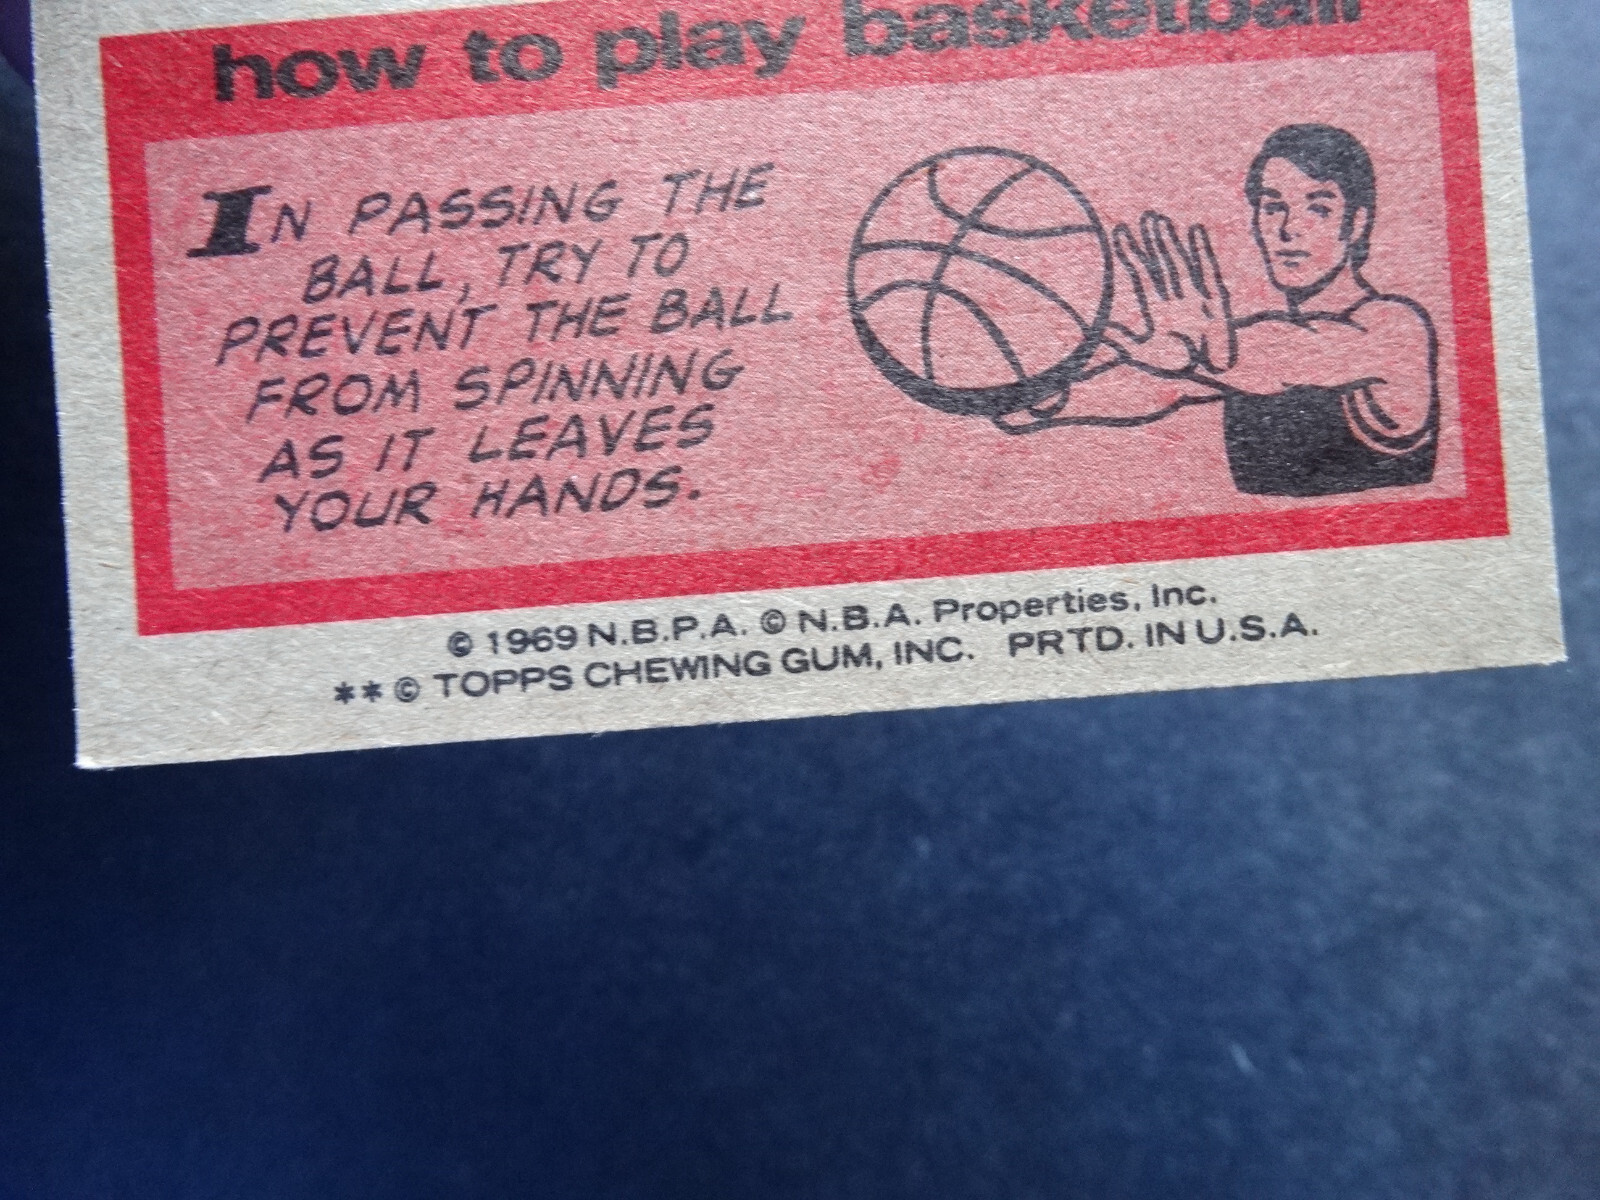 how to play basketball
IN PASSING THE
BALL, TRY TO
PREVENT THE BALL
FROM SPINNING
AS IT LEAVES
YOUR HANDS.
© 1969 N.B.P.A. © N.B.A. Properties, Inc.
**© TOPPS CHEWING GUM, INC. PRTD. IN U.S.A.